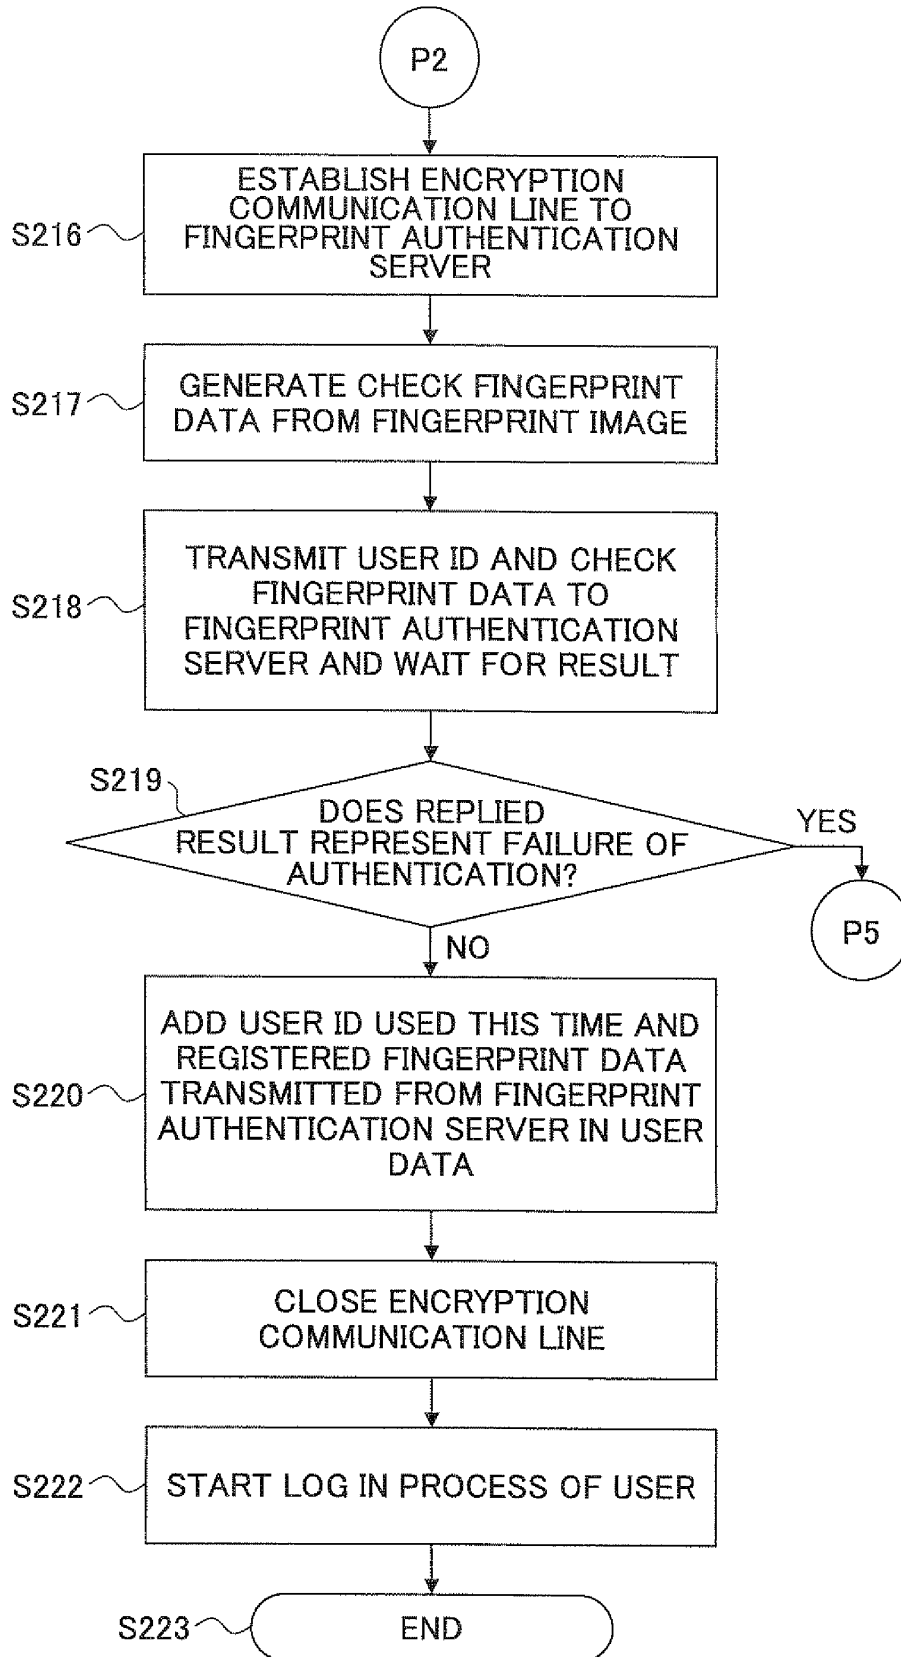 P2
S216
ESTABLISH ENCRYPTION
COMMUNICATION LINE TO
FINGERPRINT AUTHENTICATION
SERVER
S217
GENERATE CHECK FINGERPRINT
DATA FROM FINGERPRINT IMAGE
S218
TRANSMIT USER ID AND CHECK
FINGERPRINT DATA TO
FINGERPRINT AUTHENTICATION
SERVER AND WAIT FOR RESULT
S219
DOES REPLIED
RESULT REPRESENT FAILURE OF
AUTHENTICATION?
YES
P5
NO
S220
ADD USER ID USED THIS TIME AND
REGISTERED FINGERPRINT DATA
TRANSMITTED FROM FINGERPRINT
AUTHENTICATION SERVER IN USER
DATA
S221
CLOSE ENCRYPTION
COMMUNICATION LINE
S222
START LOG IN PROCESS OF USER
S223
END